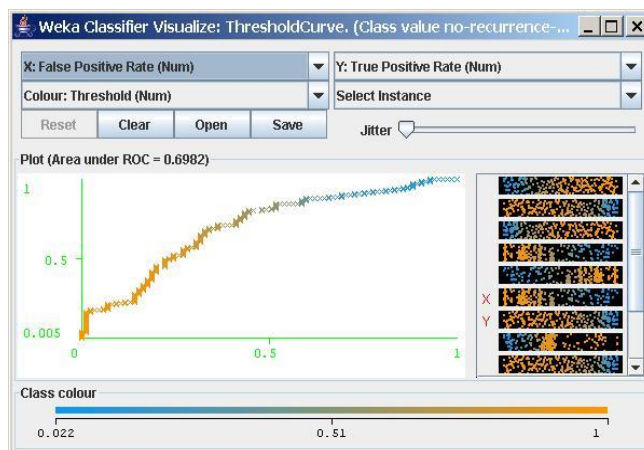 Weka Classifier Visualize: ThresholdCurve. (Class value no-recurrence-...
X: False Positive Rate (Num)
Y: True Positive Rate (Num)
Colour: Threshold (Num)
Select Instance
Reset
Clear
Open
Save
Jitter
Plot (Area under ROC = 0.6982)
1
0.5
0.005
0
0.5
1
X
Y
Class colour
0.022
0.51
1